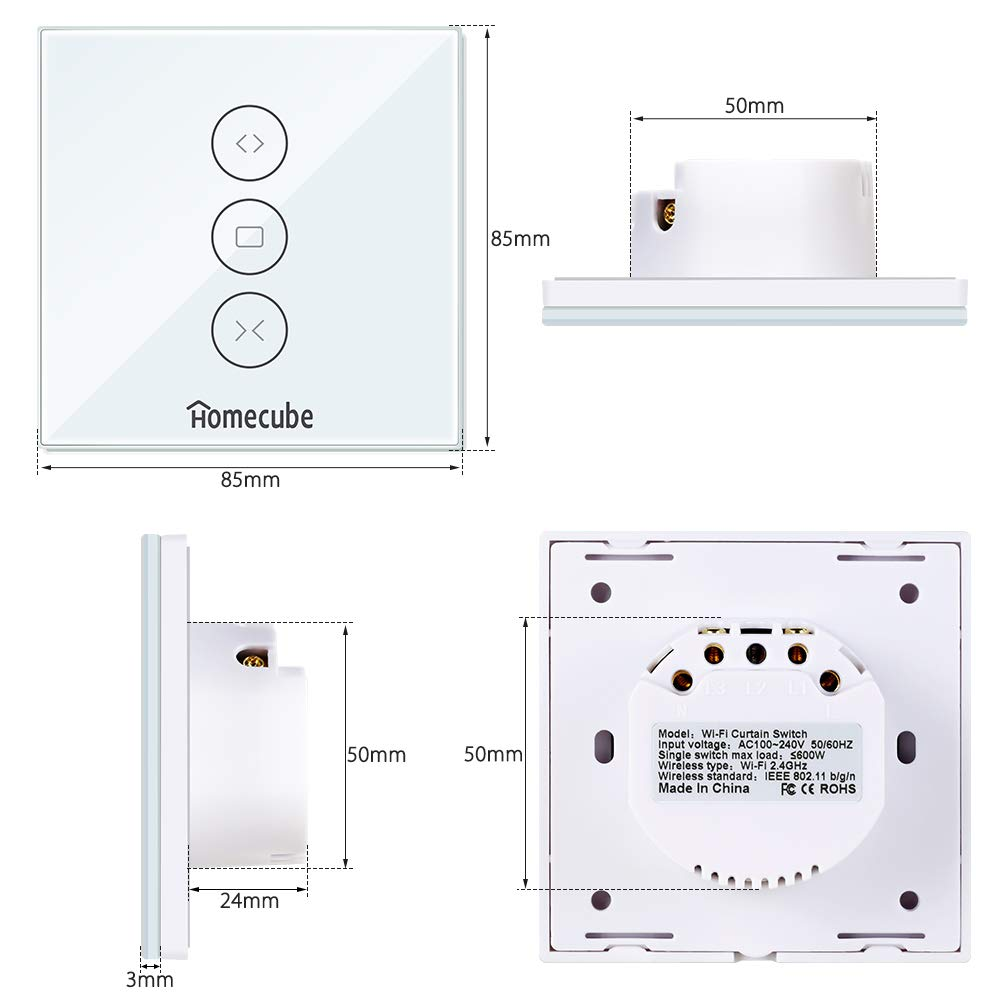 Homecube
85mm
85mm
50mm
50mm
24mm
3mm
50mm
L3 L2 L1
N L
Model: Wi-Fi Curtain Switch
Input voltage: AC100~240V 50/60HZ
Single switch max load: ≤600W
Wireless type: Wi-Fi 2.4GHz
Wireless standard: IEEE 802.11 b/g/n
Made In China FC CE ROHS